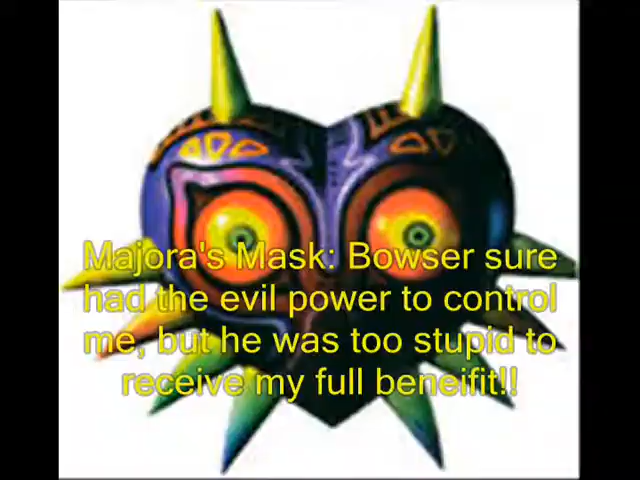 Majora's Mask: Bowser sure
had the evil power to control
me, but he was too stupid to
receive my full beneifit!!